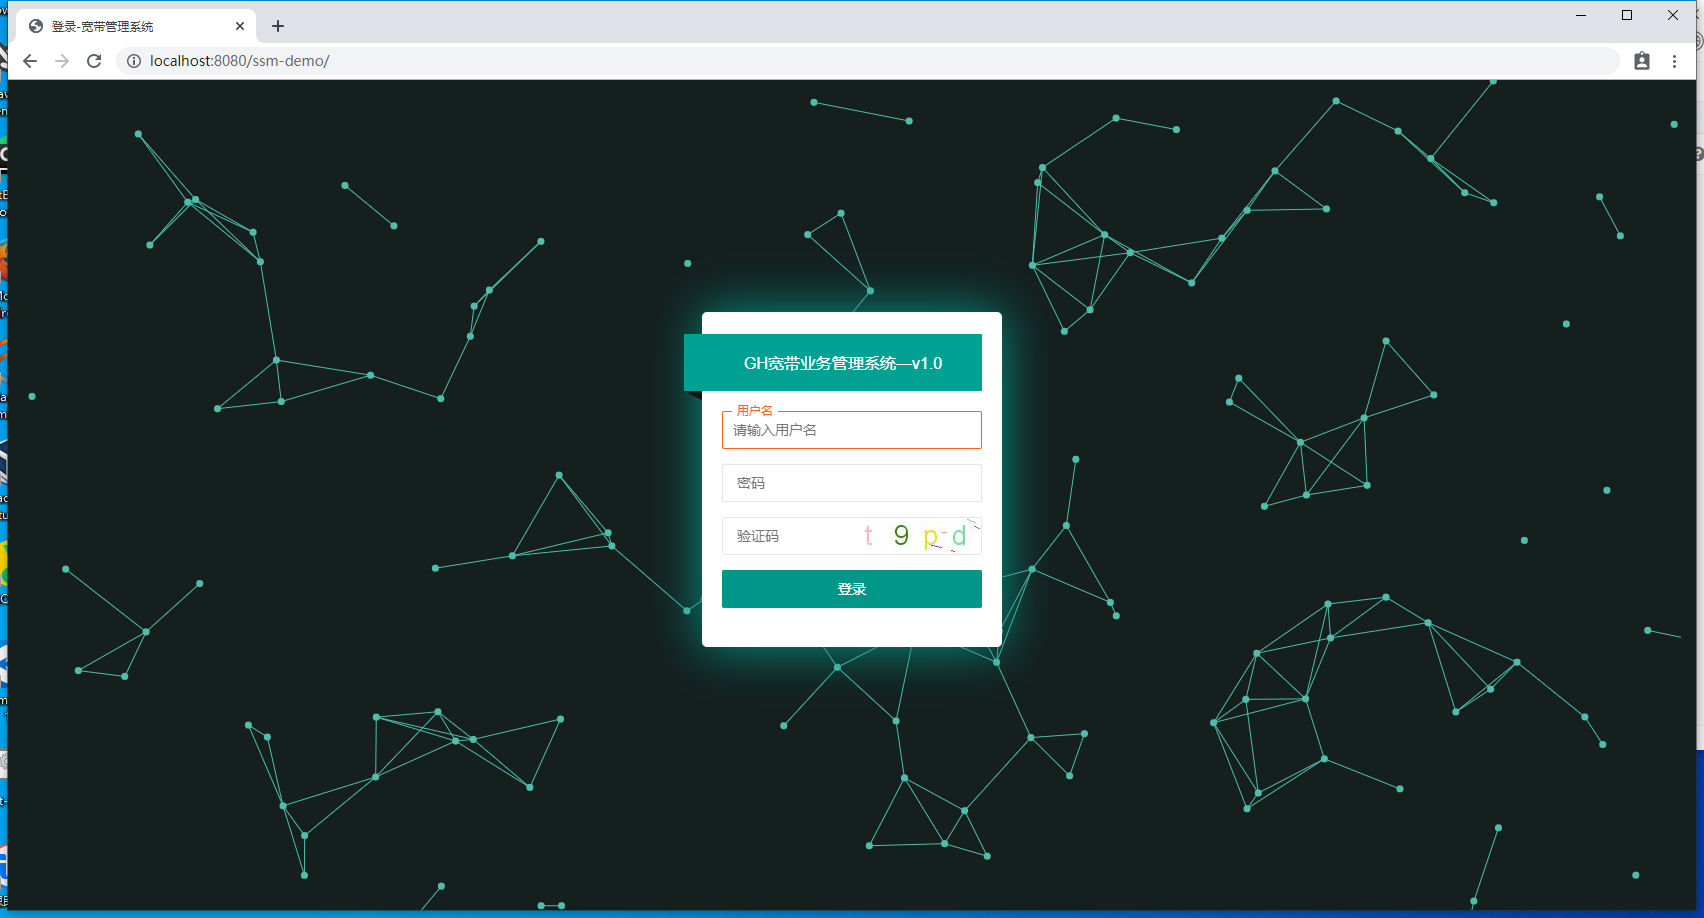 登录-宽带管理系统
localhost:8080/ssm-demo/
GH宽带业务管理系统—v1.0
用户名
请输入用户名
密码
验证码 t 9 p d
登录